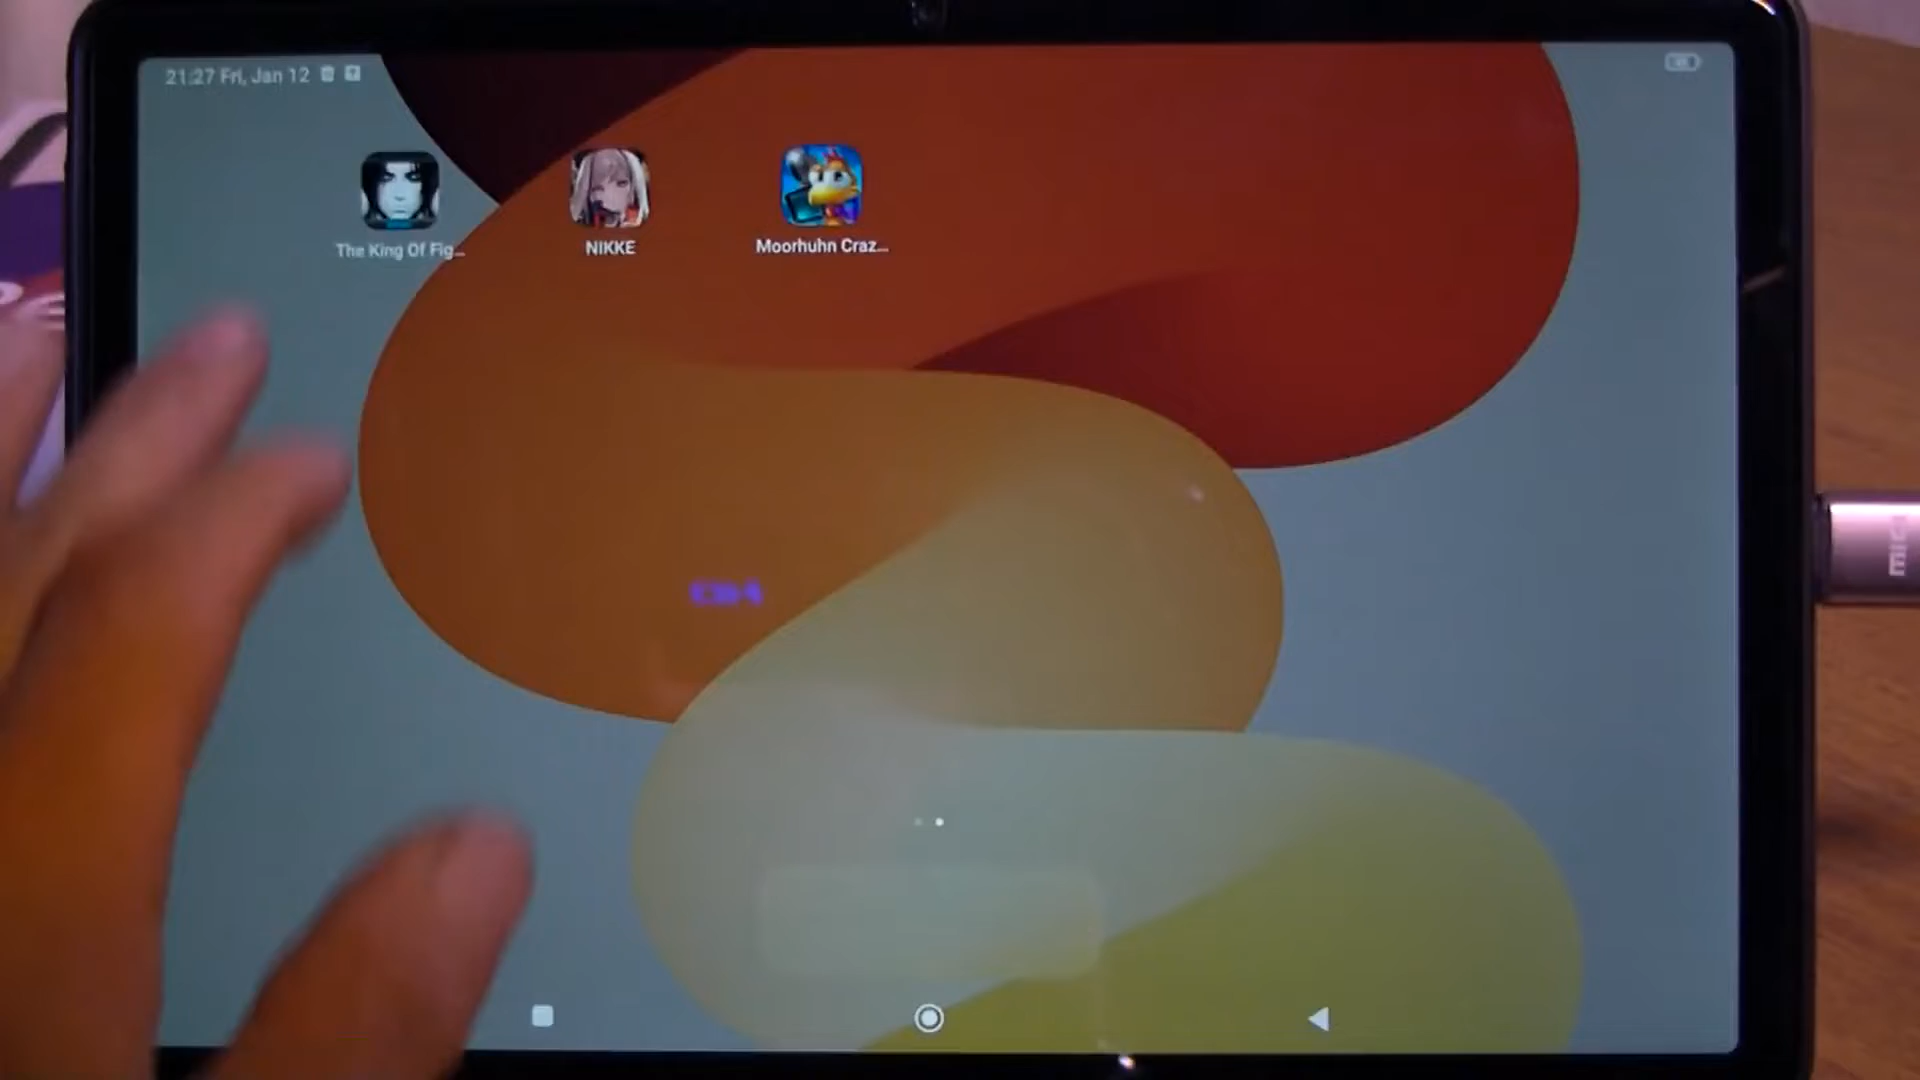 21:27 Fri, Jan 12
The King Of Fig...
NIKKE
Moorhuhn Craz...